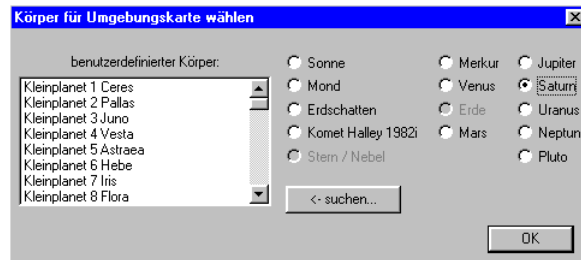 Körper für Umgebungskarte wählen
benutzerdefinierter Körper:
Kleinplanet 1 Ceres
Kleinplanet 2 Pallas
Kleinplanet 3 Juno
Kleinplanet 4 Vesta
Kleinplanet 5 Astraea
Kleinplanet 6 Hebe
Kleinplanet 7 Iris
Kleinplanet 8 Flora
Sonne
Mond
Erdschatten
Komet Halley 1982i
Stern / Nebel
Merkur
Venus
Erde
Mars
Jupiter
Saturn
Uranus
Neptun
Pluto
<- suchen...
OK